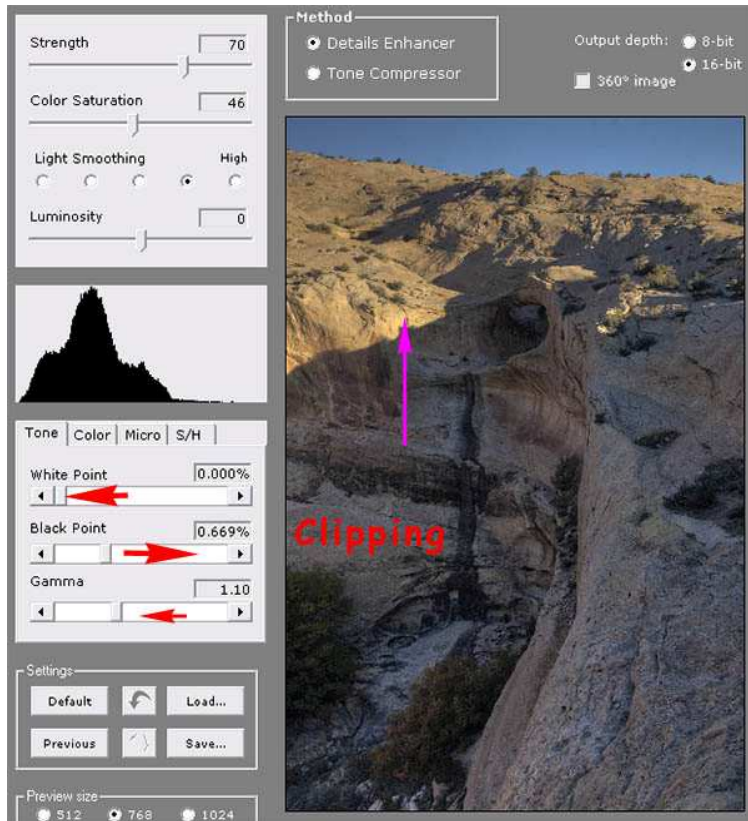 Strength 70
Color Saturation 46
Light Smoothing High
Luminosity 0
Tone Color Micro S/H
White Point 0.000%
Black Point 0.669%
Gamma 1.10
Settings
Default Load...
Previous Save...
Preview size
512 768 1024
Method
Details Enhancer
Tone Compressor
Output depth: 8-bit
16-bit
360° image
Clipping